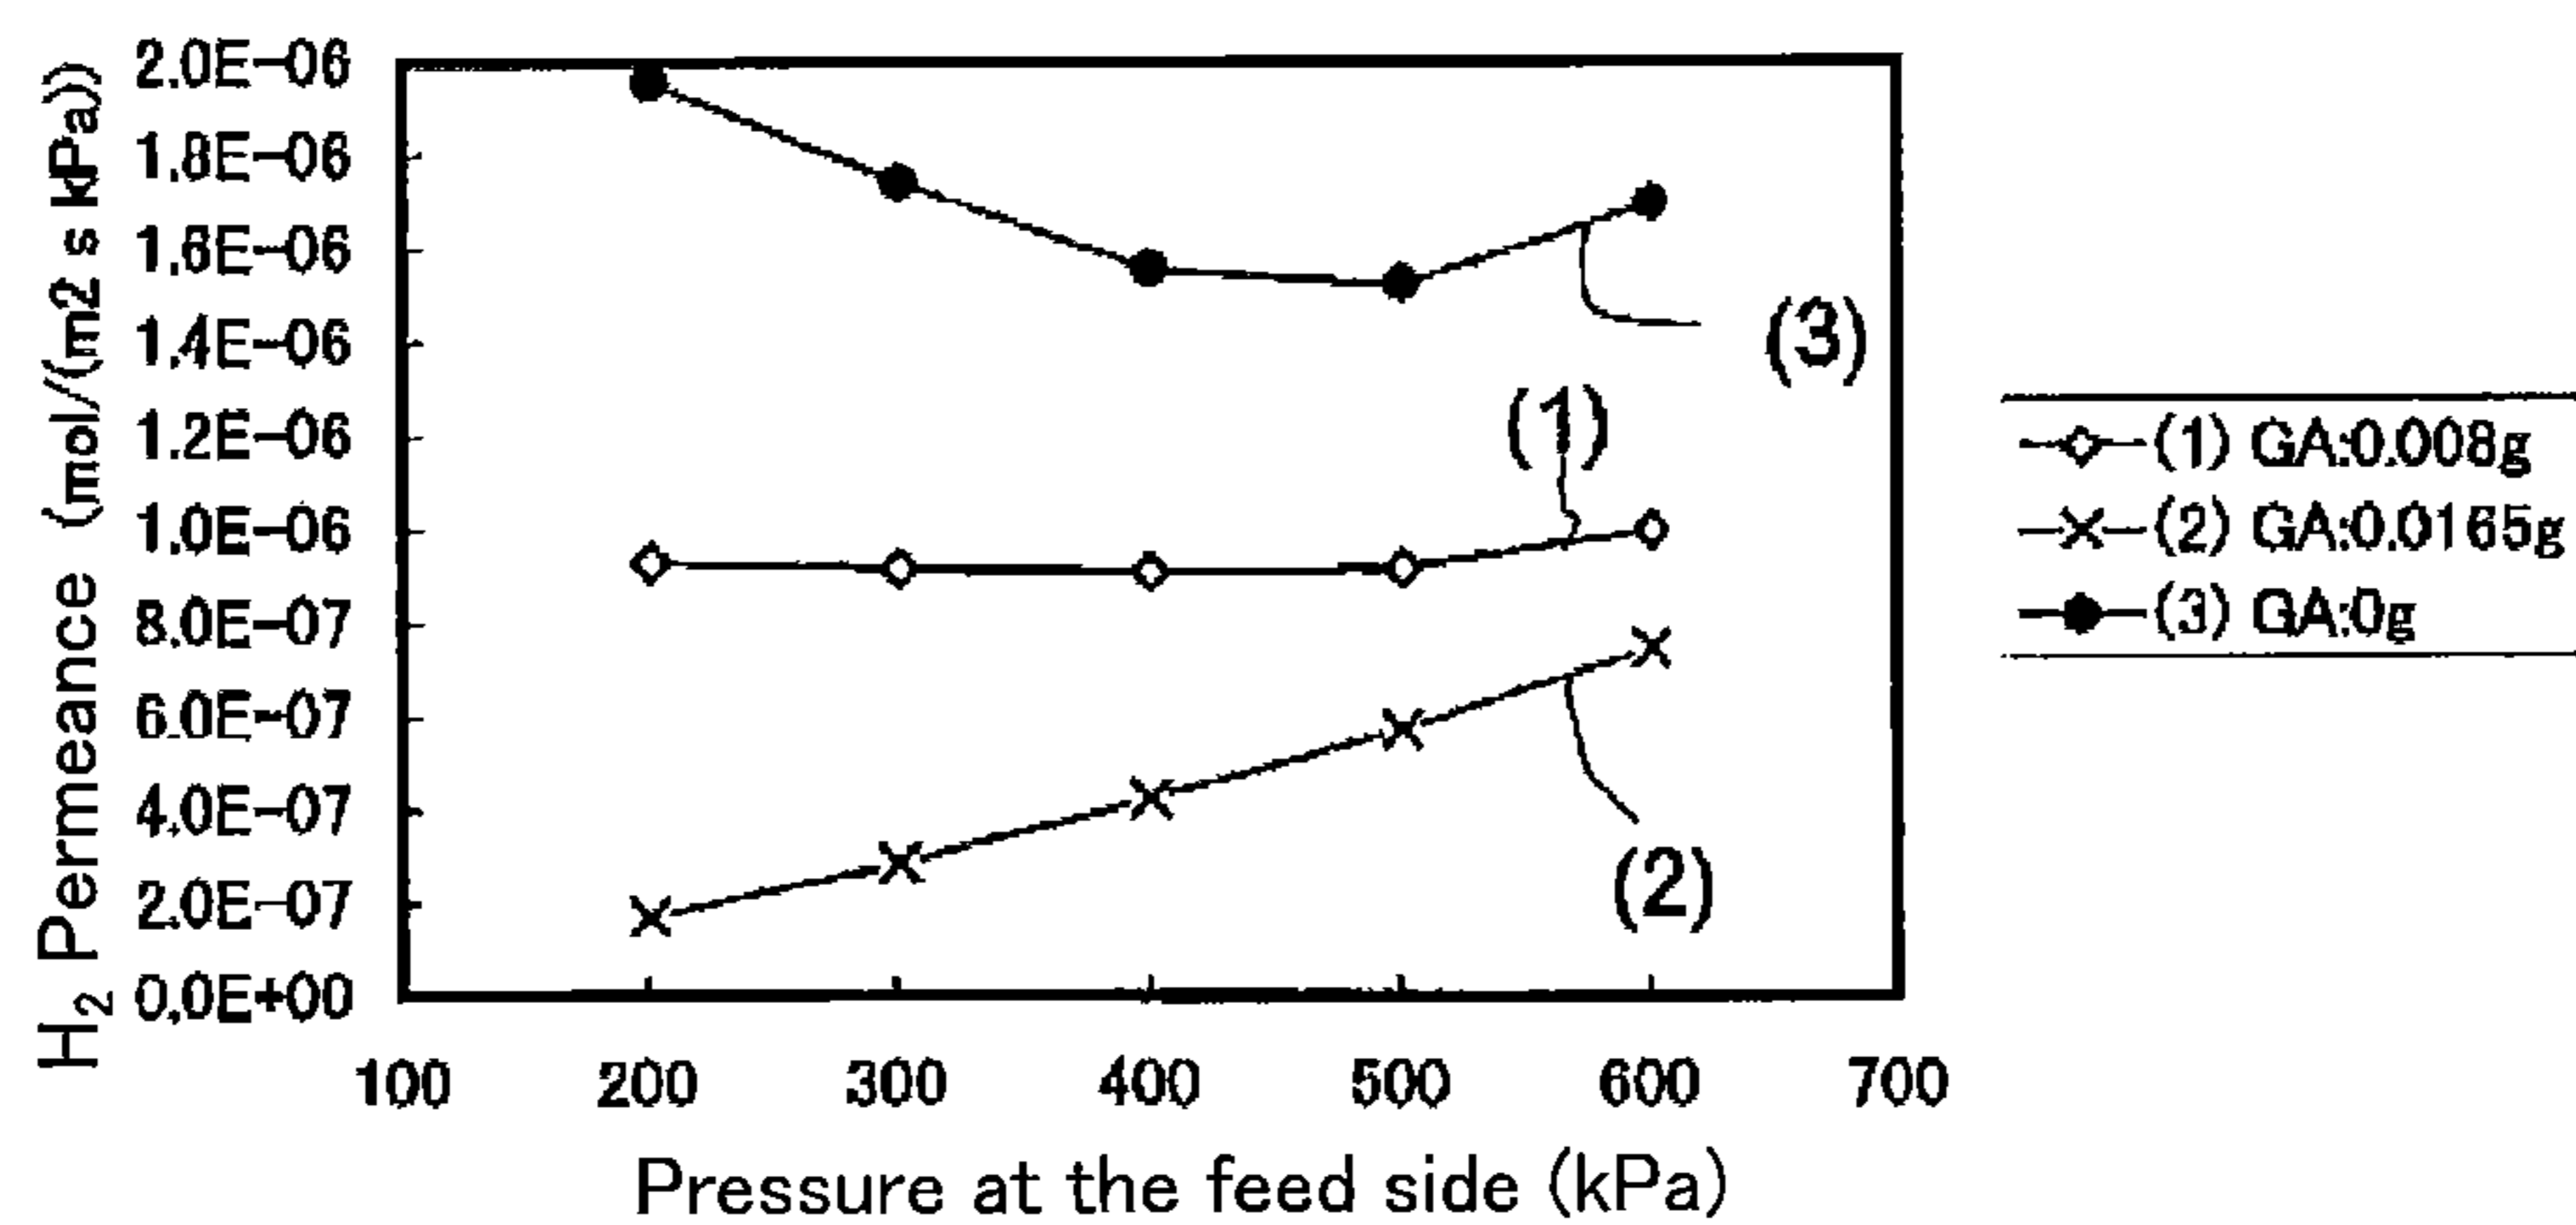 H₂ Permeance (mol/(m2 s kPa))
2.0E-06
1.8E-06
1.6E-06
1.4E-06
1.2E-06
1.0E-06
8.0E-07
6.0E-07
4.0E-07
2.0E-07
0.0E+00
100 200 300 400 500 600 700
Pressure at the feed side (kPa)
(3)
(1)
(2)
(1) GA:0.008g
(2) GA:0.0165g
(3) GA:0g